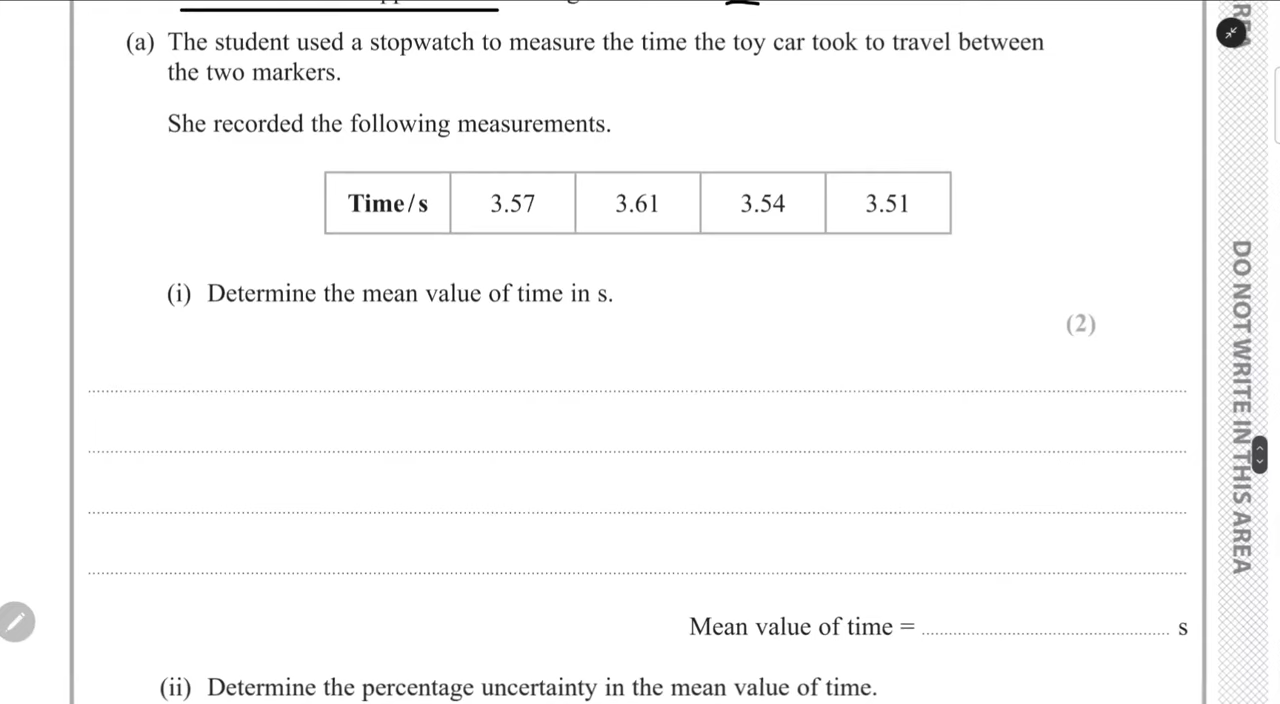 (a) The student used a stopwatch to measure the time the toy car took to travel between
the two markers.
She recorded the following measurements.
Time/s 3.57 3.61 3.54 3.51
(i) Determine the mean value of time in s.
(2)
Mean value of time = ........................................ s
(ii) Determine the percentage uncertainty in the mean value of time.
DO NOT WRITE IN THIS AREA